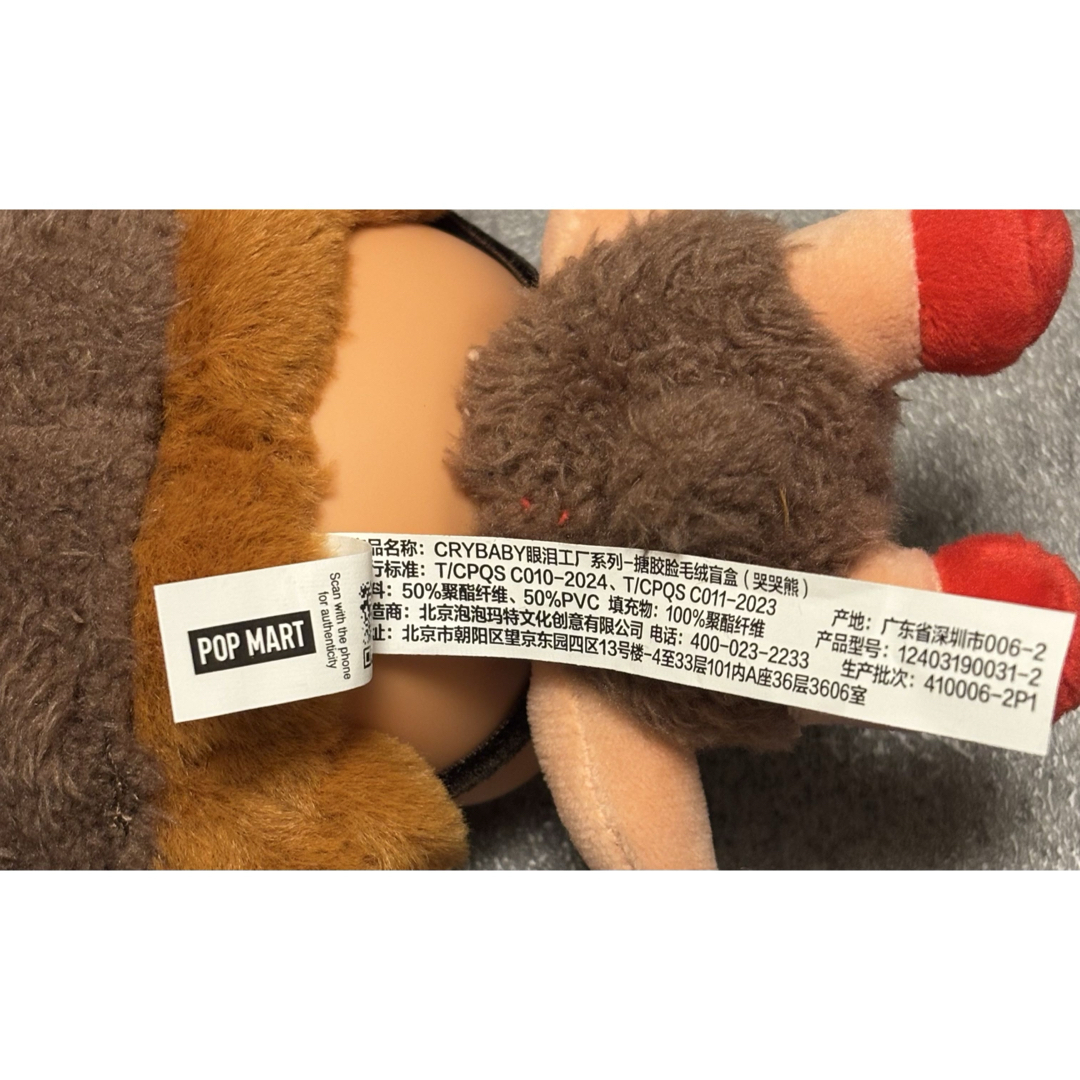 POP MART
Scan with the phone
for authenticity
品名称：CRYBABY眼泪工厂系列-搪胶脸毛绒盲盒（哭哭熊）
行标准：T/CPQS C010-2024、T/CPQS C011-2023
料：50%聚酯纤维、50%PVC 填充物：100%聚酯纤维
造商：北京泡泡玛特文化创意有限公司 电话：400-023-2233
址：北京市朝阳区望京东园四区13号楼-4至33层101内A座36层3606室
产地：广东省深圳市006-2
产品型号：12403190031-2
生产批次：410006-2P1